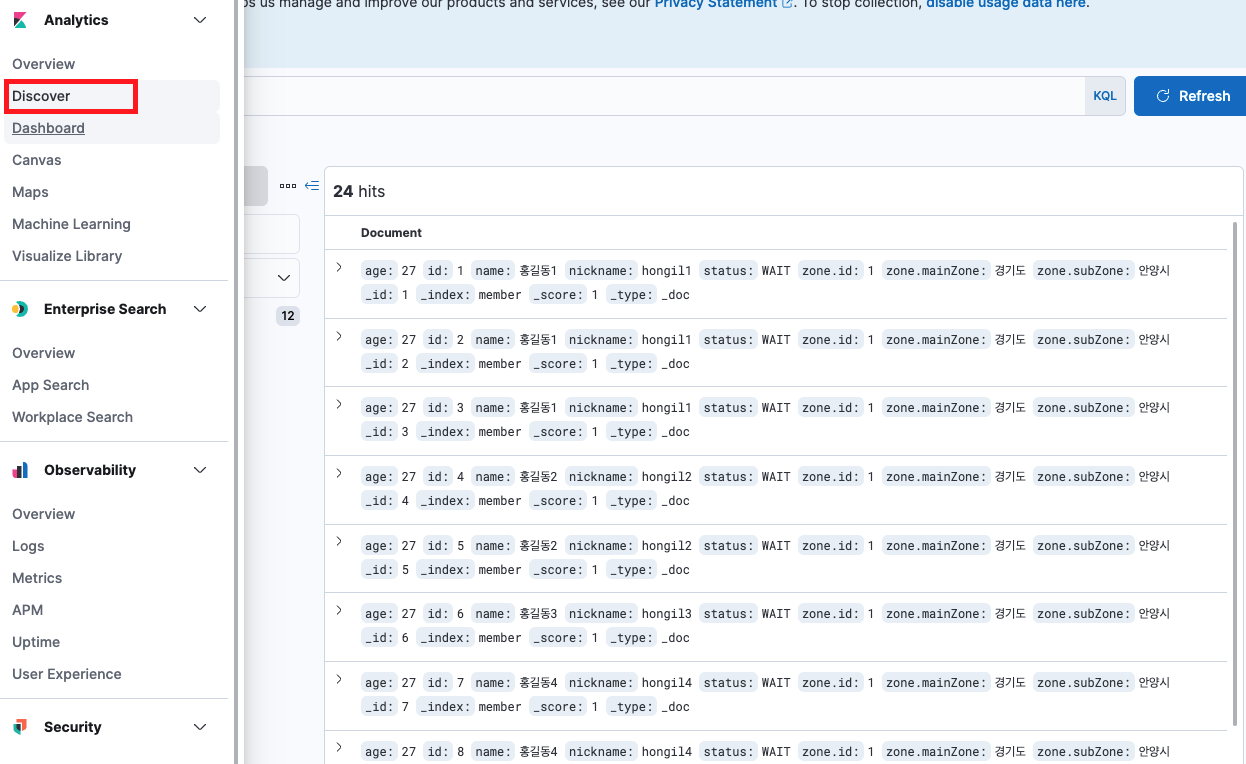 os us manage and improve our products and services, see our Privacy Statement. To stop collection, disable usage data here.
Analytics
Overview
Discover
Dashboard
Canvas
Maps
Machine Learning
Visualize Library
Enterprise Search
Overview
App Search
Workplace Search
Observability
Overview
Logs
Metrics
APM
Uptime
User Experience
Security
KQL
Refresh
12
24 hits
Document
age: 27 id: 1 name: 홍길동1 nickname: hongil1 status: WAIT zone.id: 1 zone.mainZone: 경기도 zone.subZone: 안양시
_id: 1 _index: member _score: 1 _type: _doc
age: 27 id: 2 name: 홍길동1 nickname: hongil1 status: WAIT zone.id: 1 zone.mainZone: 경기도 zone.subZone: 안양시
_id: 2 _index: member _score: 1 _type: _doc
age: 27 id: 3 name: 홍길동1 nickname: hongil1 status: WAIT zone.id: 1 zone.mainZone: 경기도 zone.subZone: 안양시
_id: 3 _index: member _score: 1 _type: _doc
age: 27 id: 4 name: 홍길동2 nickname: hongil2 status: WAIT zone.id: 1 zone.mainZone: 경기도 zone.subZone: 안양시
_id: 4 _index: member _score: 1 _type: _doc
age: 27 id: 5 name: 홍길동2 nickname: hongil2 status: WAIT zone.id: 1 zone.mainZone: 경기도 zone.subZone: 안양시
_id: 5 _index: member _score: 1 _type: _doc
age: 27 id: 6 name: 홍길동3 nickname: hongil3 status: WAIT zone.id: 1 zone.mainZone: 경기도 zone.subZone: 안양시
_id: 6 _index: member _score: 1 _type: _doc
age: 27 id: 7 name: 홍길동4 nickname: hongil4 status: WAIT zone.id: 1 zone.mainZone: 경기도 zone.subZone: 안양시
_id: 7 _index: member _score: 1 _type: _doc
age: 27 id: 8 name: 홍길동4 nickname: hongil4 status: WAIT zone.id: 1 zone.mainZone: 경기도 zone.subZone: 안양시